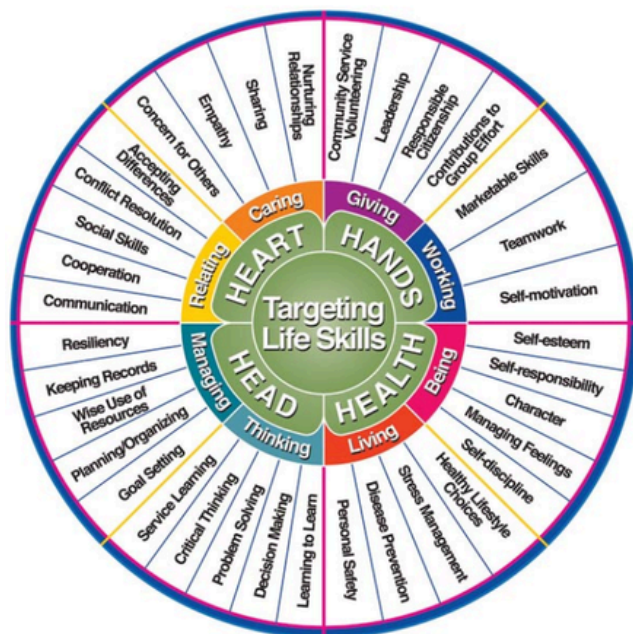 Targeting
Life Skills
HEART
HANDS
HEALTH
HEAD
Caring
Giving
Working
Being
Living
Thinking
Managing
Relating
Nurturing
Relationships
Sharing
Empathy
Concern for Others
Accepting
Differences
Conflict Resolution
Social Skills
Cooperation
Communication
Community Service
Volunteering
Leadership
Responsible
Citizenship
Contributions to
Group Effort
Marketable Skills
Teamwork
Self-motivation
Self-esteem
Self-responsibility
Character
Managing Feelings
Self-discipline
Healthy Lifestyle
Choices
Stress Management
Disease Prevention
Personal Safety
Learning to Learn
Decision Making
Problem Solving
Critical Thinking
Service Learning
Goal Setting
Planning/Organizing
Wise Use of
Resources
Keeping Records
Resiliency